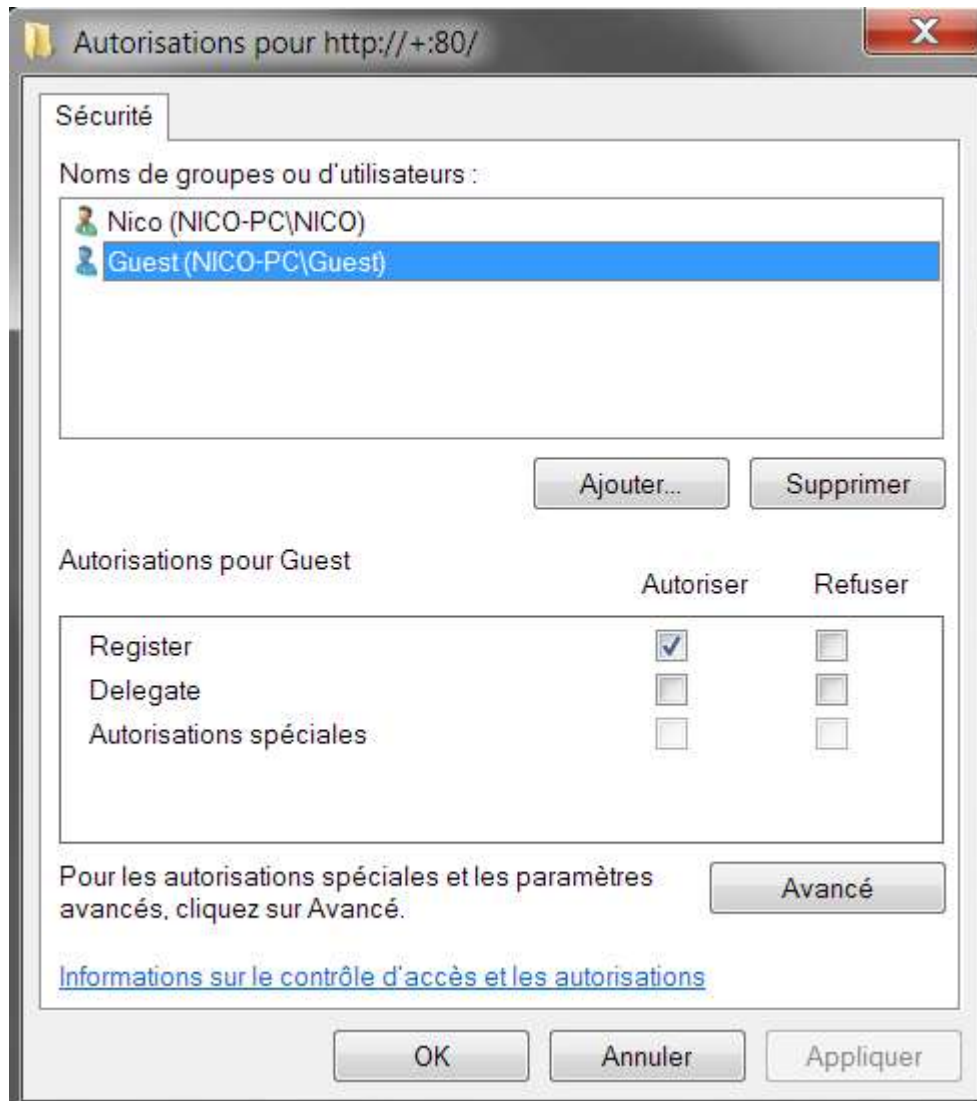 Autorisations pour http://+:80/
Sécurité
Noms de groupes ou d'utilisateurs :
Nico (NICO-PC\NICO)
Guest (NICO-PC\Guest)
Ajouter... Supprimer
Autorisations pour Guest Autoriser Refuser
Register
Delegate
Autorisations spéciales
Pour les autorisations spéciales et les paramètres
avancés, cliquez sur Avancé.
Avancé
Informations sur le contrôle d'accès et les autorisations
OK Annuler Appliquer